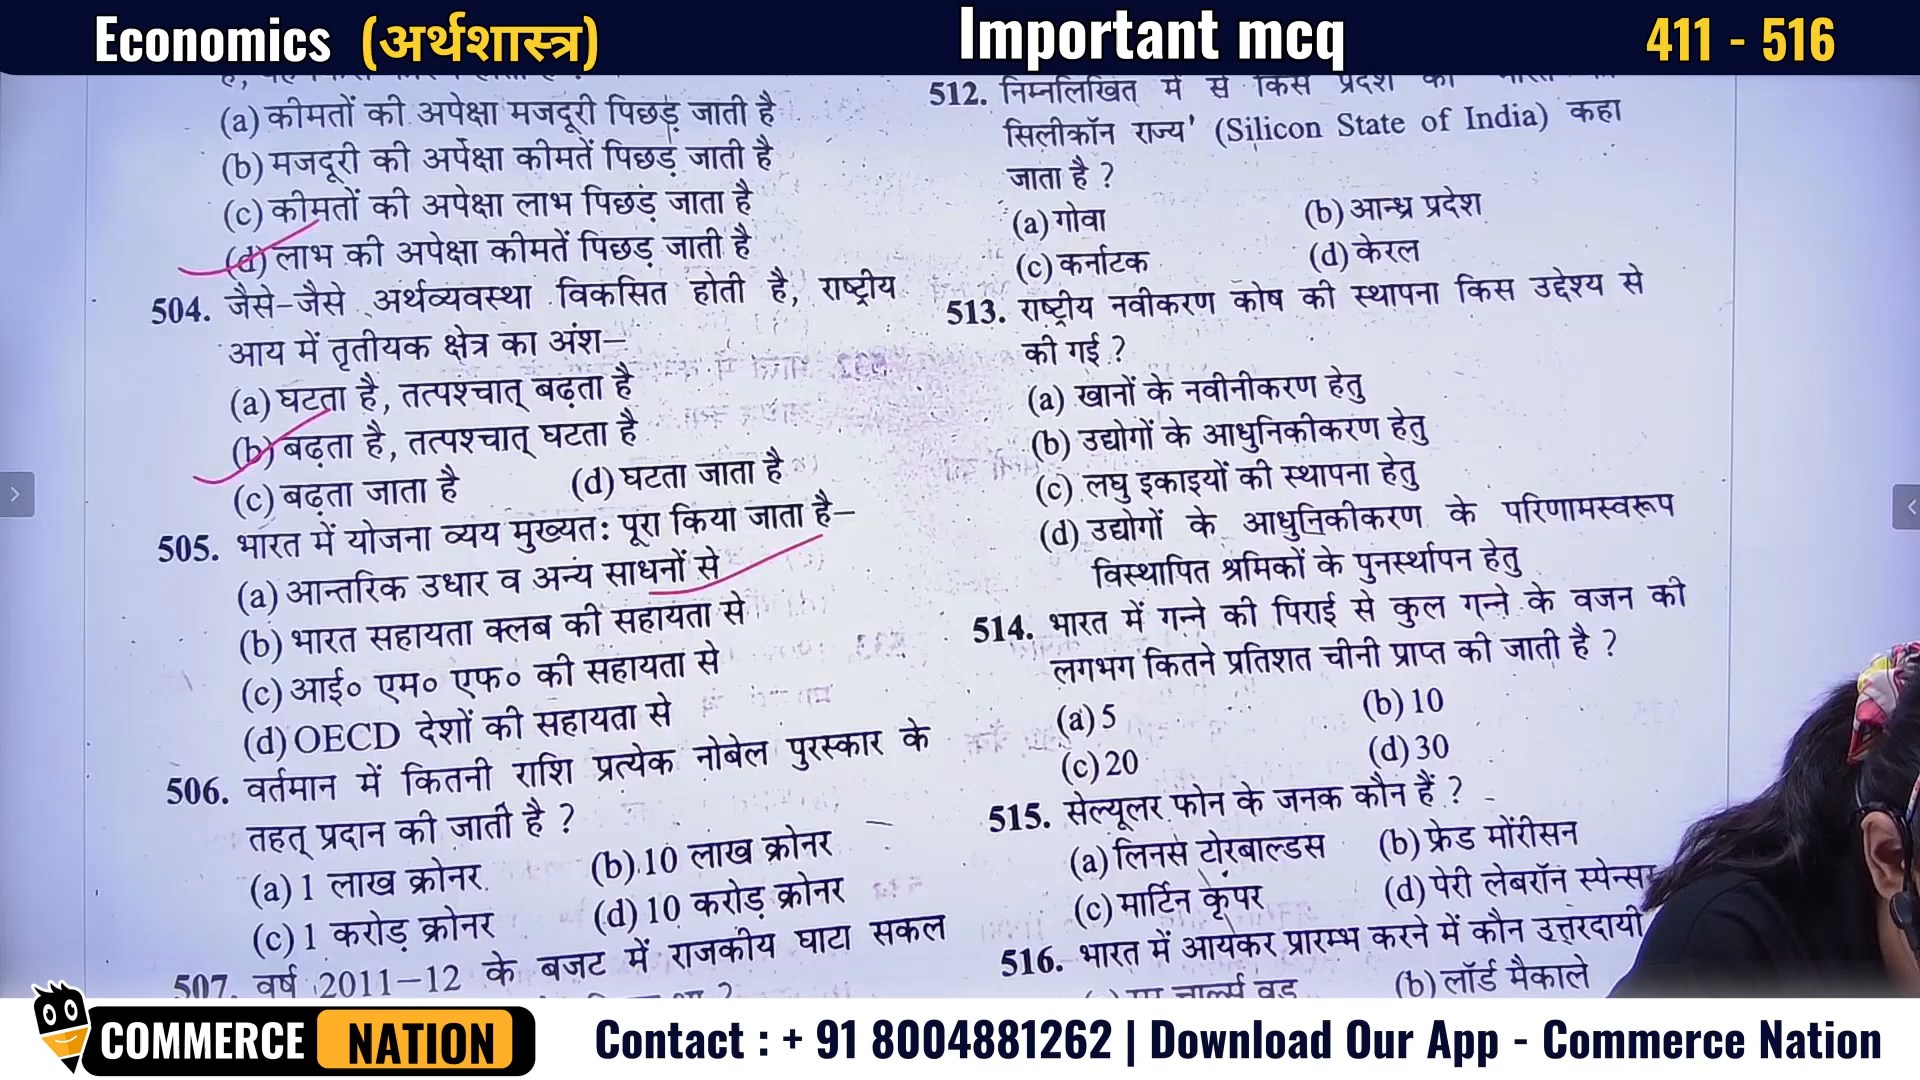 Economics (अर्थशास्त्र)
Important mcq
411 - 516
(a) कीमतों की अपेक्षा मजदूरी पिछड़ जाती है
(b) मजदूरी की अपेक्षा कीमतें पिछड़ जाती है
(c) कीमतों की अपेक्षा लाभ पिछड़ जाता है
(d) लाभ की अपेक्षा कीमतें पिछड़ जाती है
504. जैसे-जैसे अर्थव्यवस्था विकसित होती है, राष्ट्रीय
आय में तृतीयक क्षेत्र का अंश–
(a) घटता है, तत्पश्चात् बढ़ता है
(b) बढ़ता है, तत्पश्चात् घटता है
(c) बढ़ता जाता है (d) घटता जाता है
505. भारत में योजना व्यय मुख्यतः पूरा किया जाता है–
(a) आन्तरिक उधार व अन्य साधनों से
(b) भारत सहायता क्लब की सहायता से
(c) आई० एम० एफ० की सहायता से
(d) OECD देशों की सहायता से
506. वर्तमान में कितनी राशि प्रत्येक नोबेल पुरस्कार के
तहत् प्रदान की जाती है ?
(a) 1 लाख क्रोनर (b) 10 लाख क्रोनर
(c) 1 करोड़ क्रोनर (d) 10 करोड़ क्रोनर
507. वर्ष 2011–12 के बजट में राजकीय घाटा सकल
512. निम्नलिखित में से किस प्रदेश को
सिलीकॉन राज्य' (Silicon State of India) कहा
जाता है ?
(a) गोवा (b) आन्ध्र प्रदेश
(c) कर्नाटक (d) केरल
513. राष्ट्रीय नवीकरण कोष की स्थापना किस उद्देश्य से
की गई ?
(a) खानों के नवीनीकरण हेतु
(b) उद्योगों के आधुनिकीकरण हेतु
(c) लघु इकाइयों की स्थापना हेतु
(d) उद्योगों के आधुनिकीकरण के परिणामस्वरूप
विस्थापित श्रमिकों के पुनर्स्थापन हेतु
514. भारत में गन्ने की पिराई से कुल गन्ने के वजन की
लगभग कितने प्रतिशत चीनी प्राप्त की जाती है ?
(a) 5 (b) 10
(c) 20 (d) 30
515. सेल्यूलर फोन के जनक कौन हैं ?
(a) लिनस टोरबाल्डस (b) फ्रेड मोंरीसन
(c) मार्टिन कूपर (d) पेरी लेबरॉन स्पेन्सर
516. भारत में आयकर प्रारम्भ करने में कौन उत्तरदायी
चार्ल्स वुड (b) लॉर्ड मैकाले
COMMERCE NATION
Contact : + 91 8004881262 | Download Our App - Commerce Nation